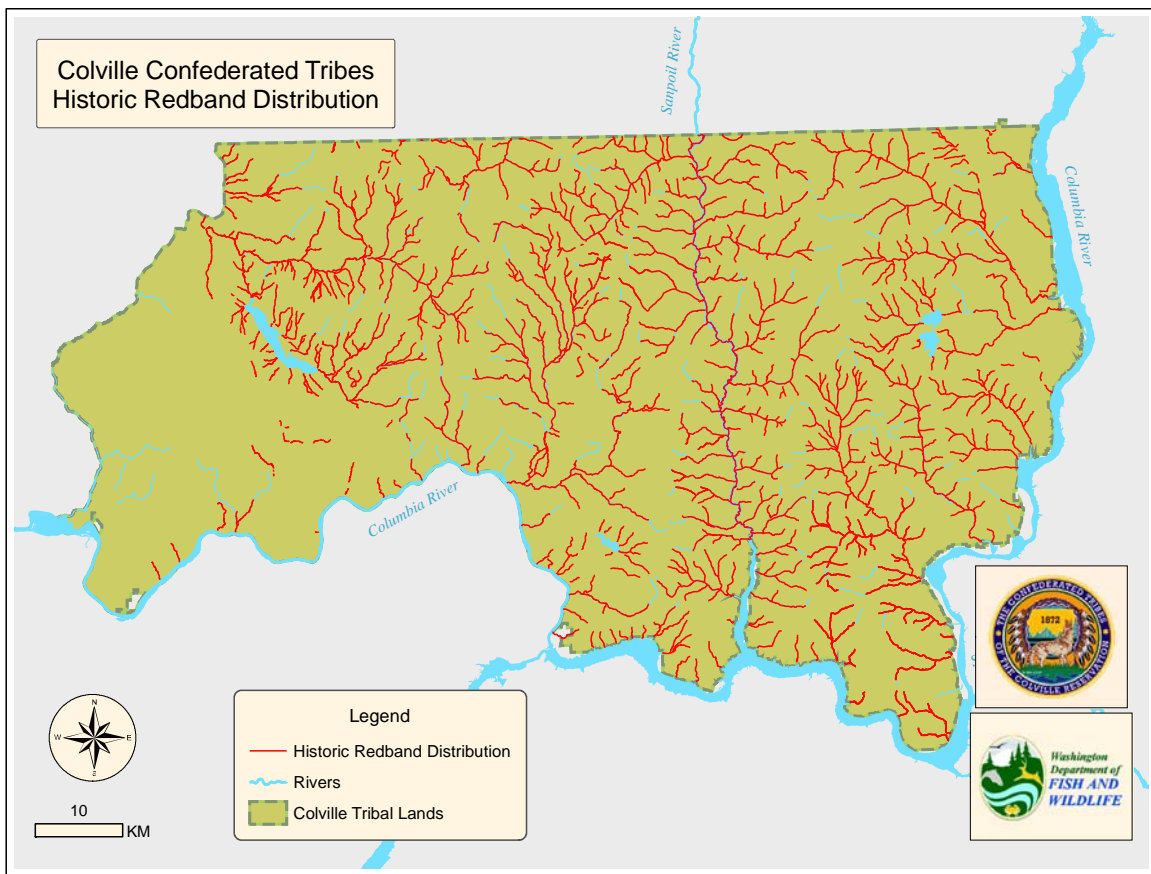 Colville Confederated Tribes
Historic Redband Distribution
Sanpoil River
Columbia River
Columbia River
Legend
Historic Redband Distribution
Rivers
Colville Tribal Lands
N
W E
S
10
KM
THE CONFEDERATED TRIBES
1872
OF THE COLVILLE RESERVATION
Washington
Department of
FISH AND
WILDLIFE